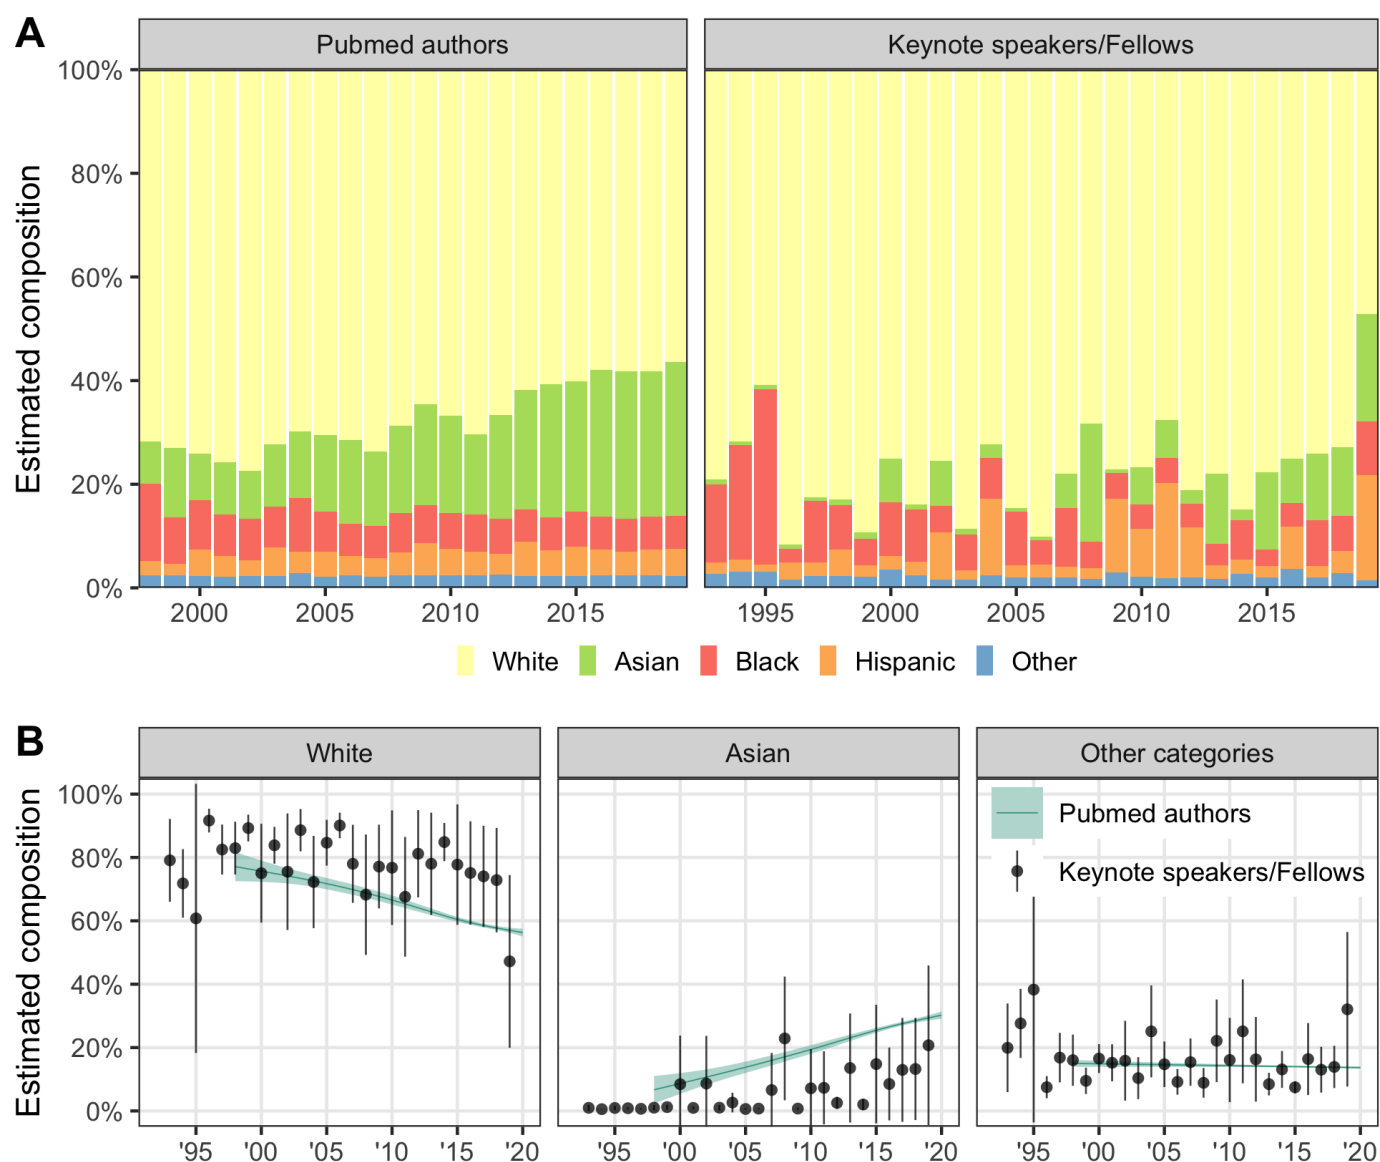 A
Pubmed authors
Keynote speakers/Fellows
Estimated composition
100%
80%
60%
40%
20%
0%
2000 2005 2010 2015
1995 2000 2005 2010 2015
White Asian Black Hispanic Other
B
White
Asian
Other categories
Estimated composition
100%
80%
60%
40%
20%
0%
Pubmed authors
Keynote speakers/Fellows
'95 '00 '05 '10 '15 '20
'95 '00 '05 '10 '15 '20
'95 '00 '05 '10 '15 '20